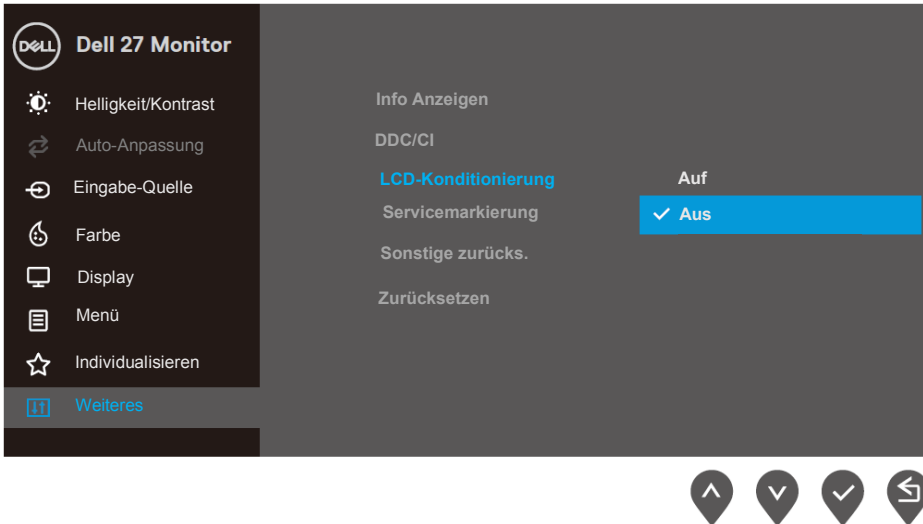 DELL
Dell 27 Monitor
Helligkeit/Kontrast
Auto-Anpassung
Eingabe-Quelle
Farbe
Display
Menü
Individualisieren
Weiteres
Info Anzeigen
DDC/CI
LCD-Konditionierung
Servicemarkierung
Sonstige zurücks.
Zurücksetzen
Auf
Aus